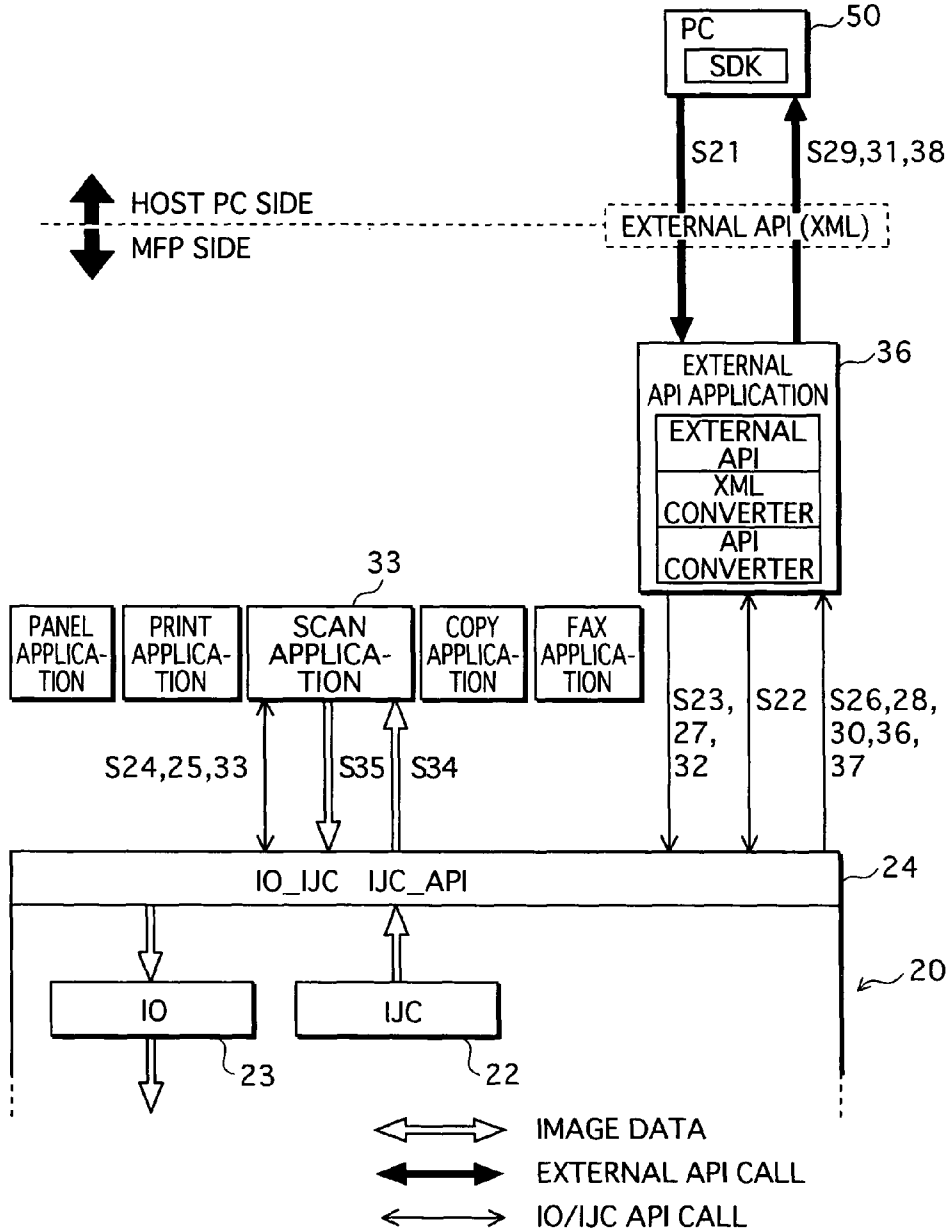 PC
50
SDK
S21
S29,31,38
HOST PC SIDE
EXTERNAL API (XML)
MFP SIDE
36
EXTERNAL
API APPLICATION
EXTERNAL
API
XML
CONVERTER
API
CONVERTER
33
PANEL
APPLICA-
TION
PRINT
APPLICA-
TION
SCAN
APPLICA-
TION
COPY
APPLICA-
TION
FAX
APPLICA-
TION
S24,25,33
S35
S34
S23,
27,
32
S22
S26,28,
30,36,
37
IO_IJC IJC_API
24
20
IO
IJC
23
22
IMAGE DATA
EXTERNAL API CALL
IO/IJC API CALL